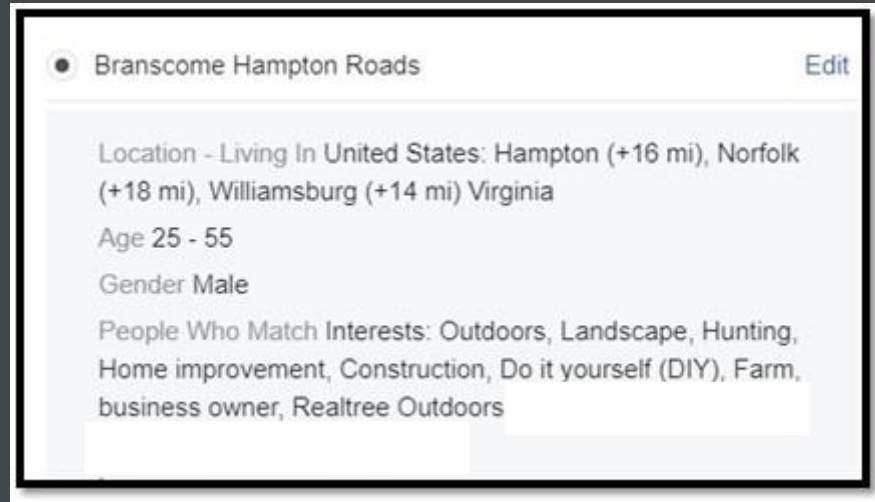 Branscome Hampton Roads Edit
Location - Living In United States: Hampton (+16 mi), Norfolk
(+18 mi), Williamsburg (+14 mi) Virginia
Age 25 - 55
Gender Male
People Who Match Interests: Outdoors, Landscape, Hunting,
Home improvement, Construction, Do it yourself (DIY), Farm,
business owner, Realtree Outdoors